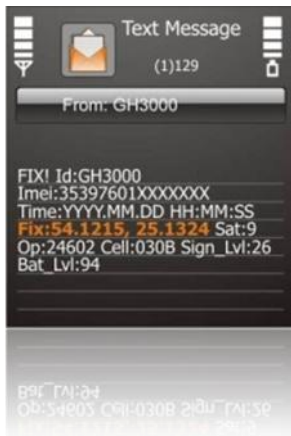 Text Message
(1)129
From: GH3000
FIX! Id:GH3000
Imei:35397601XXXXXXX
Time:YYYY.MM.DD HH:MM:SS
Fix:54.1215, 25.1324 Sat:9
Op:24602 Cell:030B Sign_Lvl:26
Bat_Lvl:94